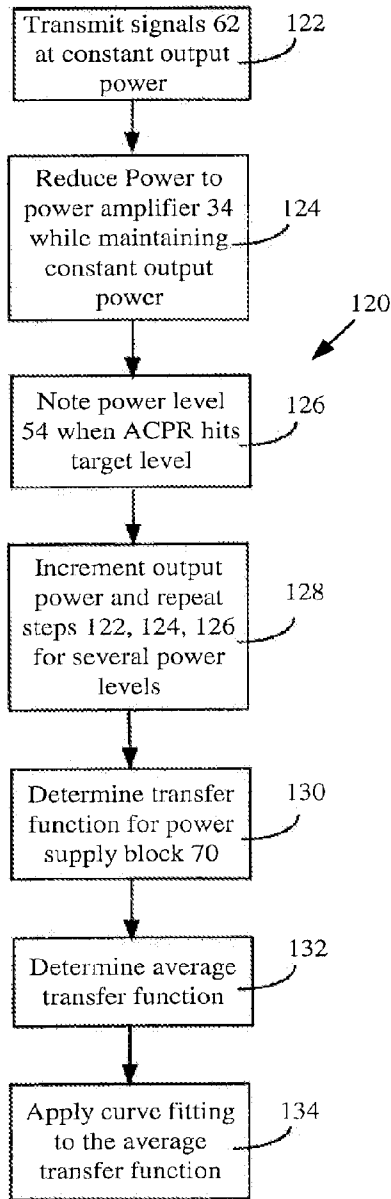 Transmit signals 62
at constant output
power
122
Reduce Power to
power amplifier 34
while maintaining
constant output
power
124
120
Note power level
54 when ACPR hits
target level
126
Increment output
power and repeat
steps 122, 124, 126
for several power
levels
128
Determine transfer
function for power
supply block 70
130
Determine average
transfer function
132
Apply curve fitting
to the average
transfer function
134